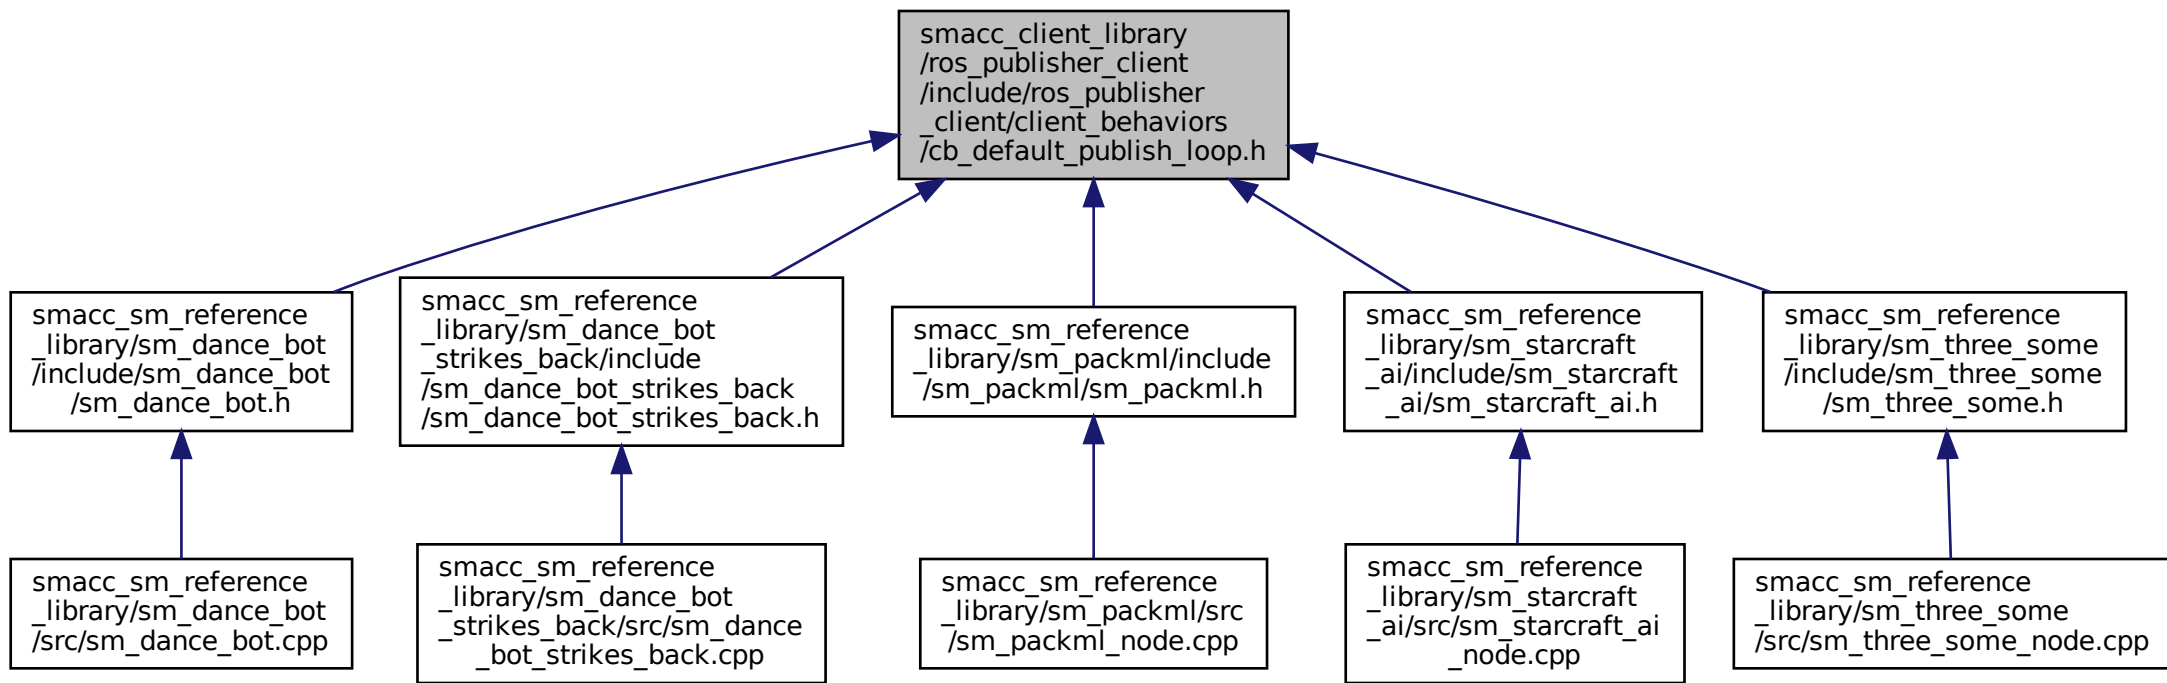 smacc_client_library
/ros_publisher_client
/include/ros_publisher
_client/client_behaviors
/cb_default_publish_loop.h
smacc_sm_reference
_library/sm_dance_bot
/include/sm_dance_bot
/sm_dance_bot.h
smacc_sm_reference
_library/sm_dance_bot
_strikes_back/include
/sm_dance_bot_strikes_back
/sm_dance_bot_strikes_back.h
smacc_sm_reference
_library/sm_packml/include
/sm_packml/sm_packml.h
smacc_sm_reference
_library/sm_starcraft
_ai/include/sm_starcraft
_ai/sm_starcraft_ai.h
smacc_sm_reference
_library/sm_three_some
/include/sm_three_some
/sm_three_some.h
smacc_sm_reference
_library/sm_dance_bot
/src/sm_dance_bot.cpp
smacc_sm_reference
_library/sm_dance_bot
_strikes_back/src/sm_dance
_bot_strikes_back.cpp
smacc_sm_reference
_library/sm_packml/src
/sm_packml_node.cpp
smacc_sm_reference
_library/sm_starcraft
_ai/src/sm_starcraft_ai
_node.cpp
smacc_sm_reference
_library/sm_three_some
/src/sm_three_some_node.cpp